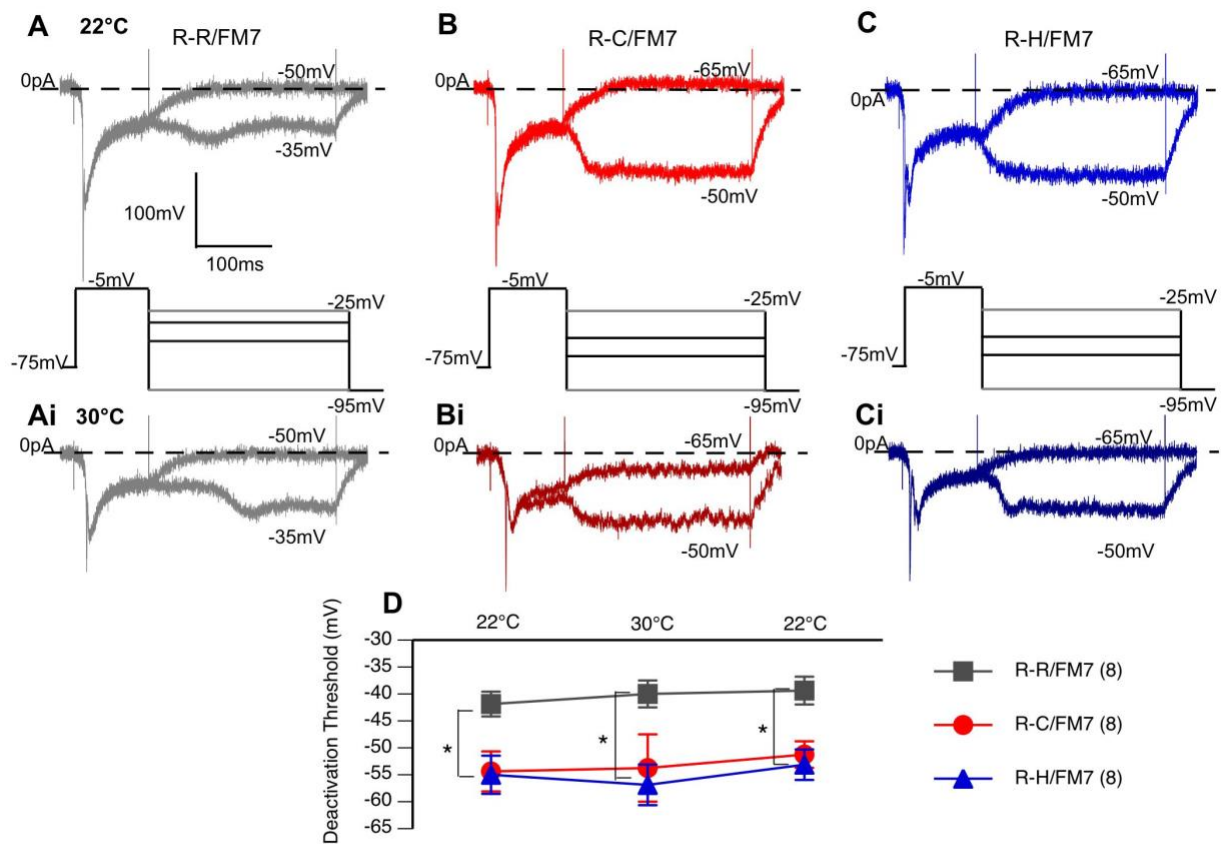 A 22°C
R-R/FM7
0pA
-50mV
-35mV
100mV
100ms
-5mV
-25mV
-75mV
-95mV
B
R-C/FM7
-65mV
-50mV
-5mV
-25mV
-75mV
-95mV
C
R-H/FM7
0pA
-65mV
-50mV
-5mV
-25mV
-75mV
-95mV
Ai 30°C
0pA
-50mV
-35mV
Bi
-65mV
-50mV
Ci
0pA
-65mV
-50mV
D
22°C 30°C 22°C
Deactivation Threshold (mV)
-30
-35
-40
-45
-50
-55
-60
-65
* * *
R-R/FM7 (8)
R-C/FM7 (8)
R-H/FM7 (8)